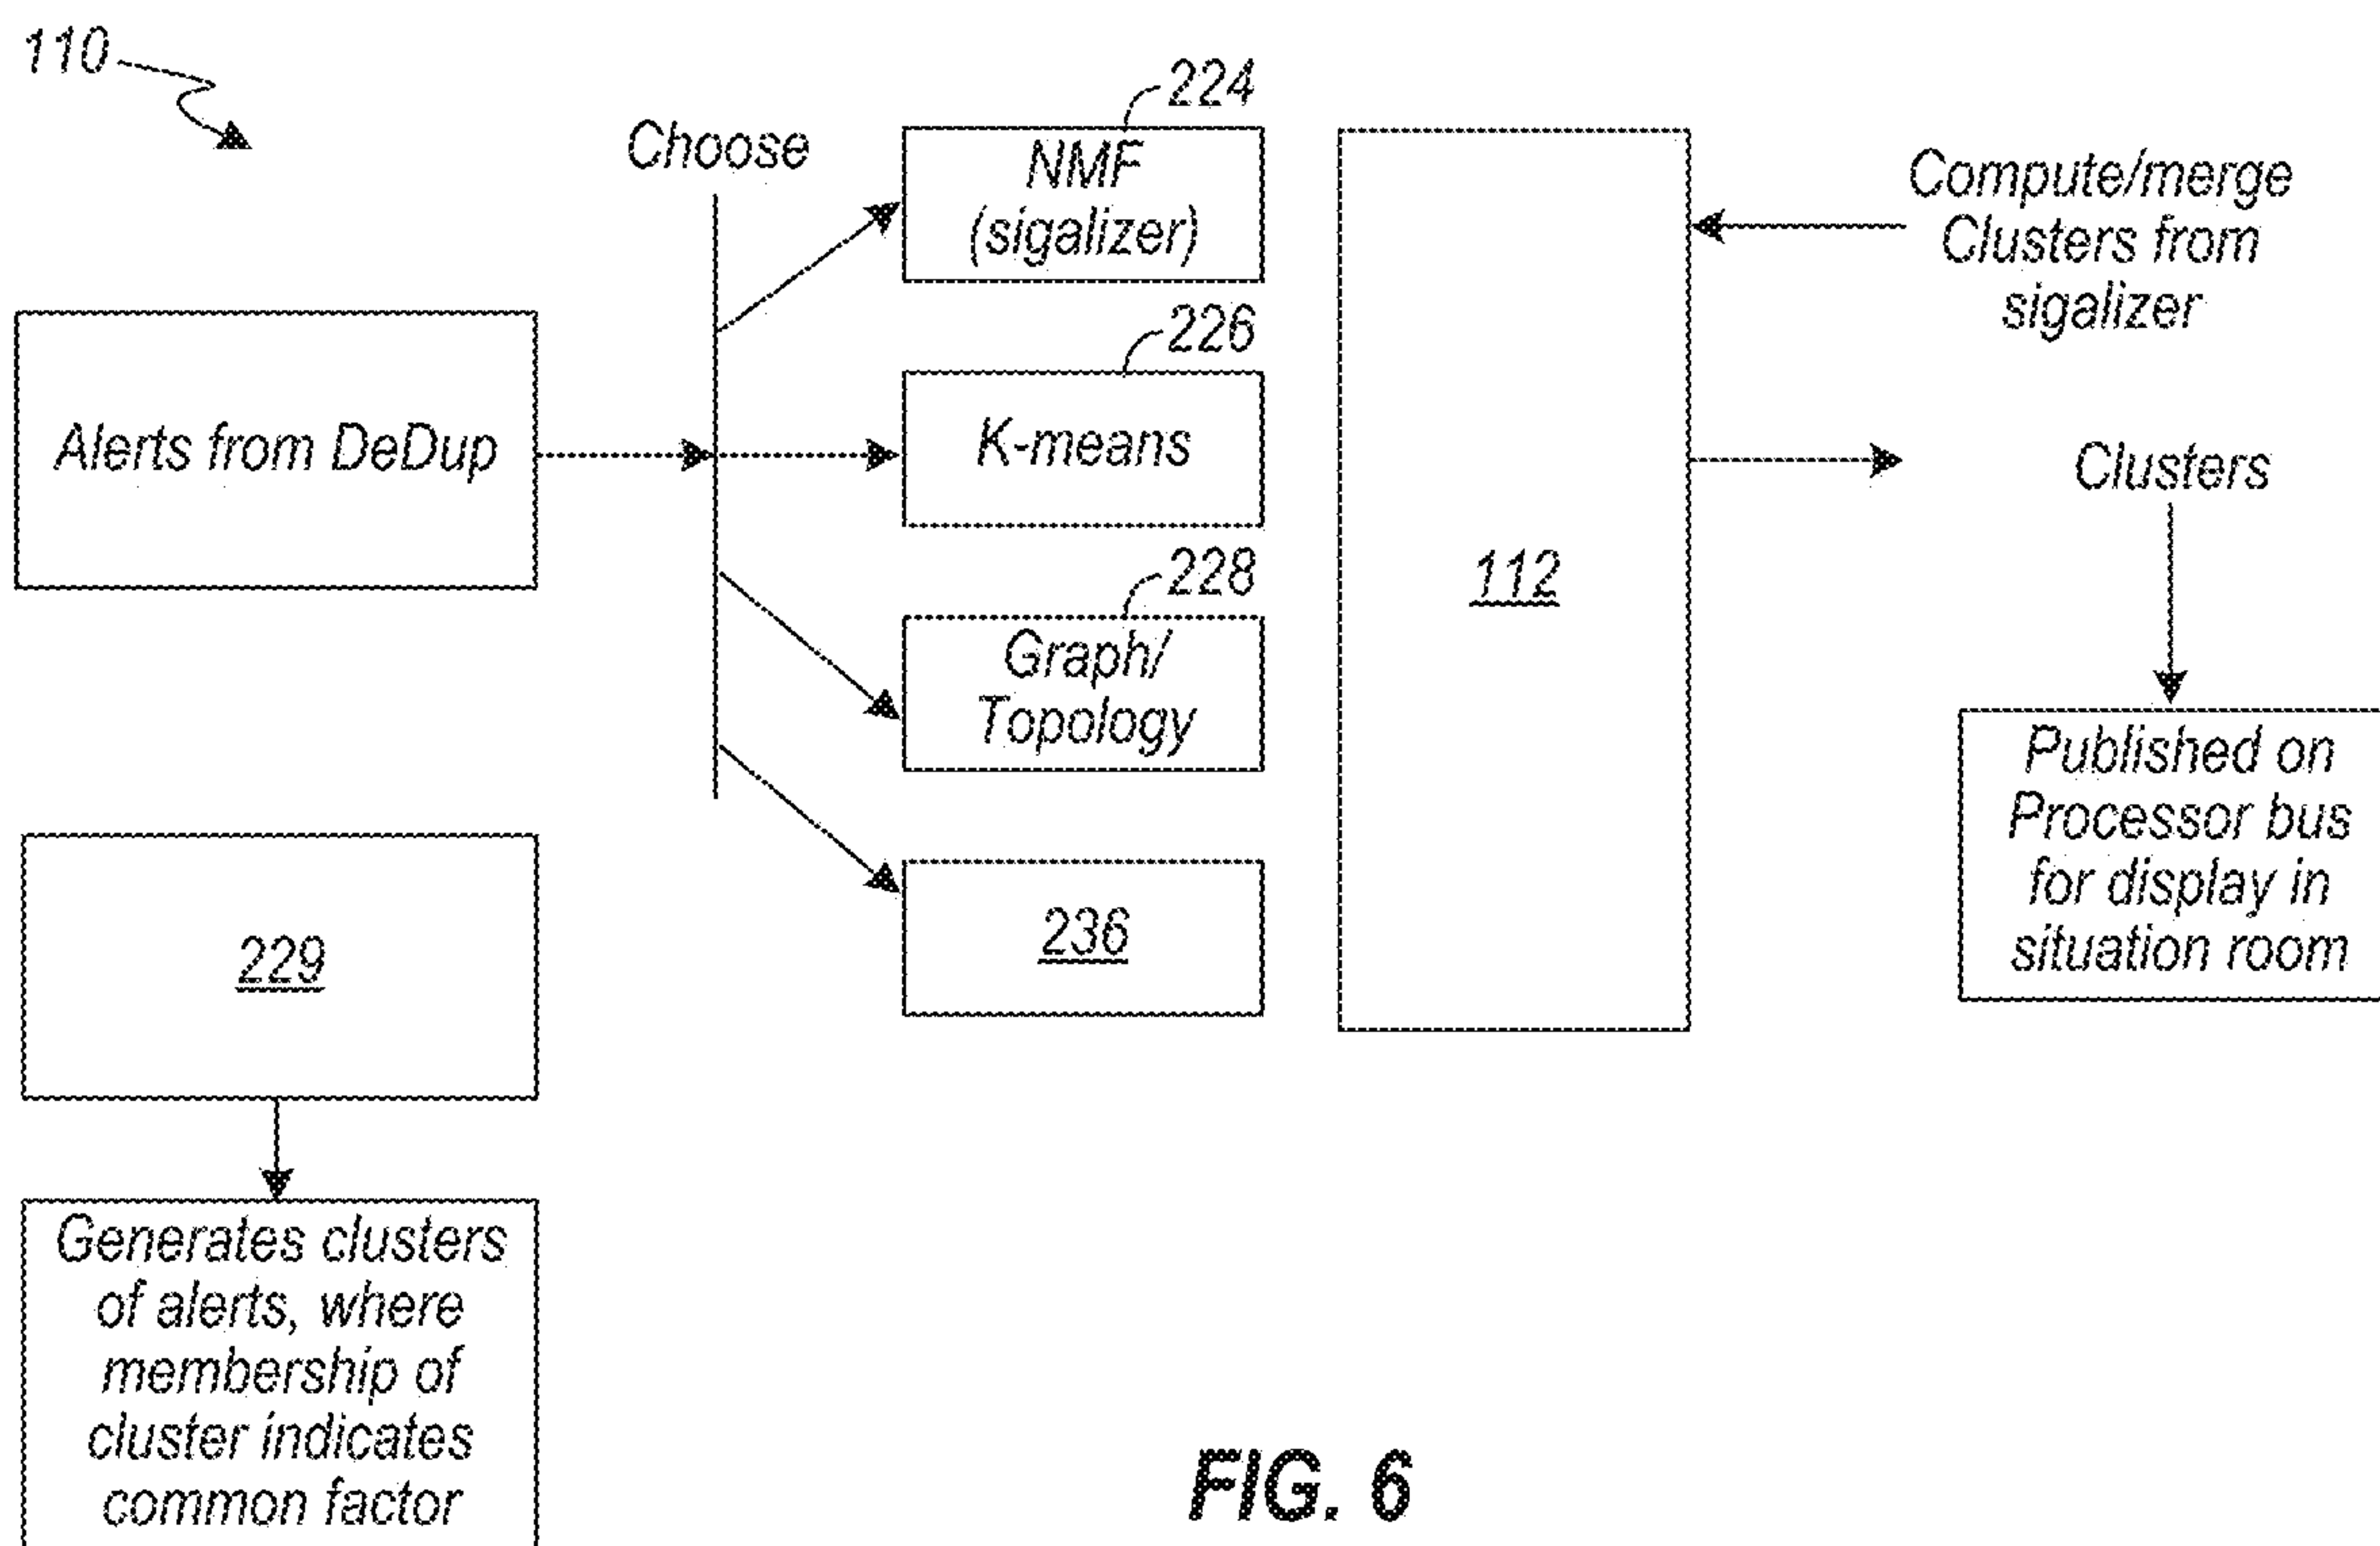 110
Choose
224
NMF
(sigalizer)
226
K-means
228
Graph/
Topology
236
Alerts from DeDup
112
Compute/merge
Clusters from
sigalizer
Clusters
Published on
Processor bus
for display in
situation room
229
Generates clusters
of alerts, where
membership of
cluster indicates
common factor
FIG. 6